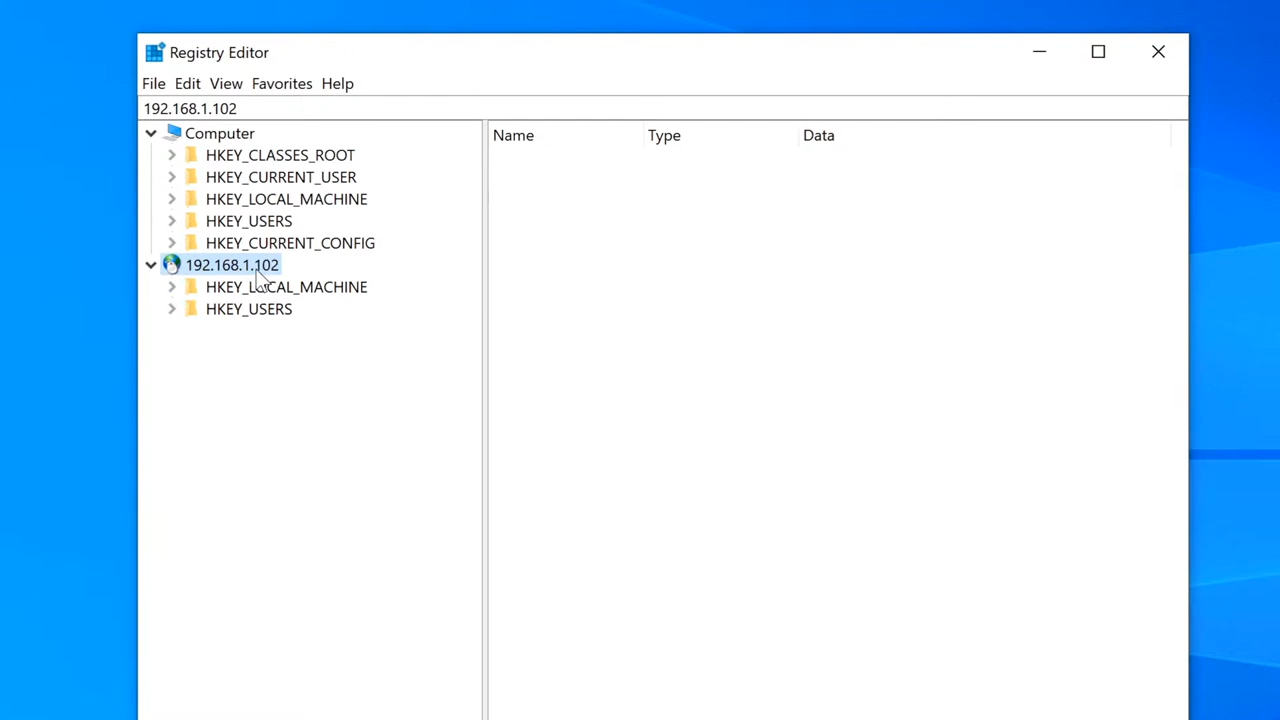 Registry Editor
File Edit View Favorites Help
192.168.1.102
Computer
HKEY_CLASSES_ROOT
HKEY_CURRENT_USER
HKEY_LOCAL_MACHINE
HKEY_USERS
HKEY_CURRENT_CONFIG
192.168.1.102
HKEY_LOCAL_MACHINE
HKEY_USERS
Name Type Data